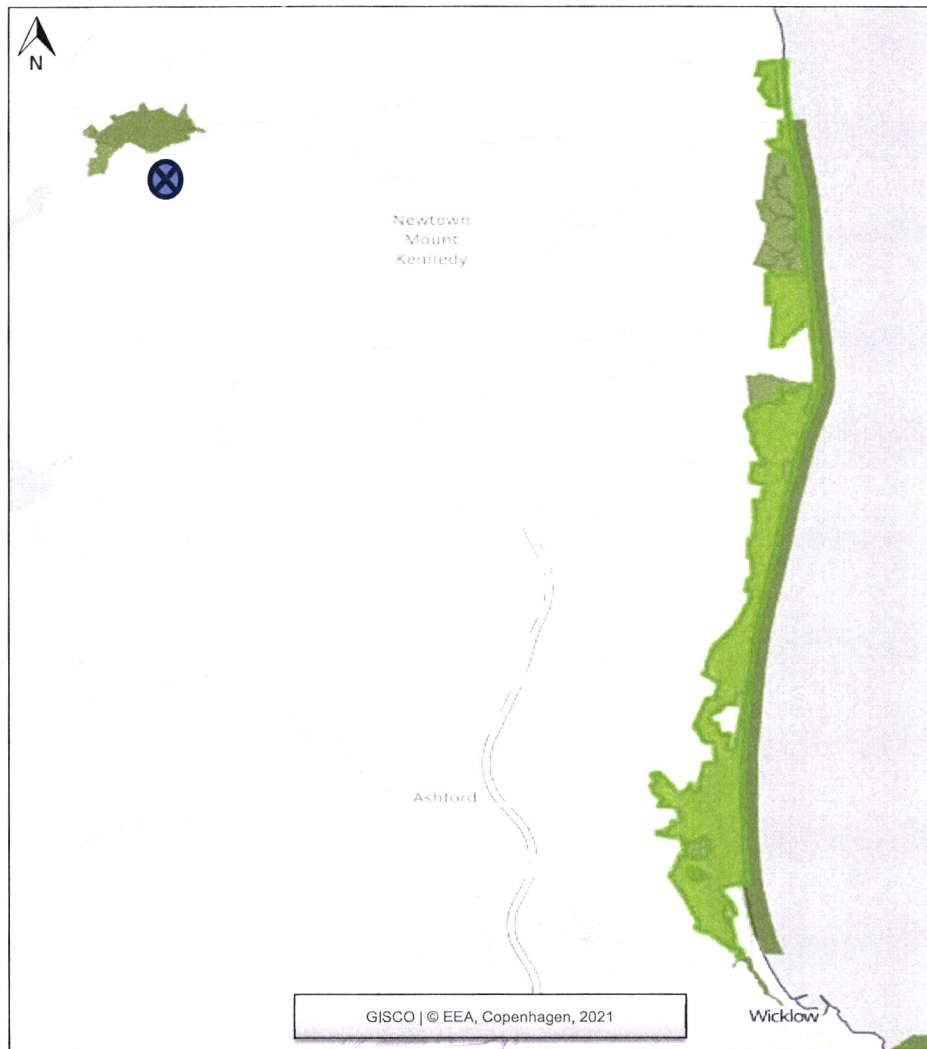 N
Newtown
Mount
Kennedy
Ashford
GISCO | © EEA, Copenhagen, 2021
Wicklow